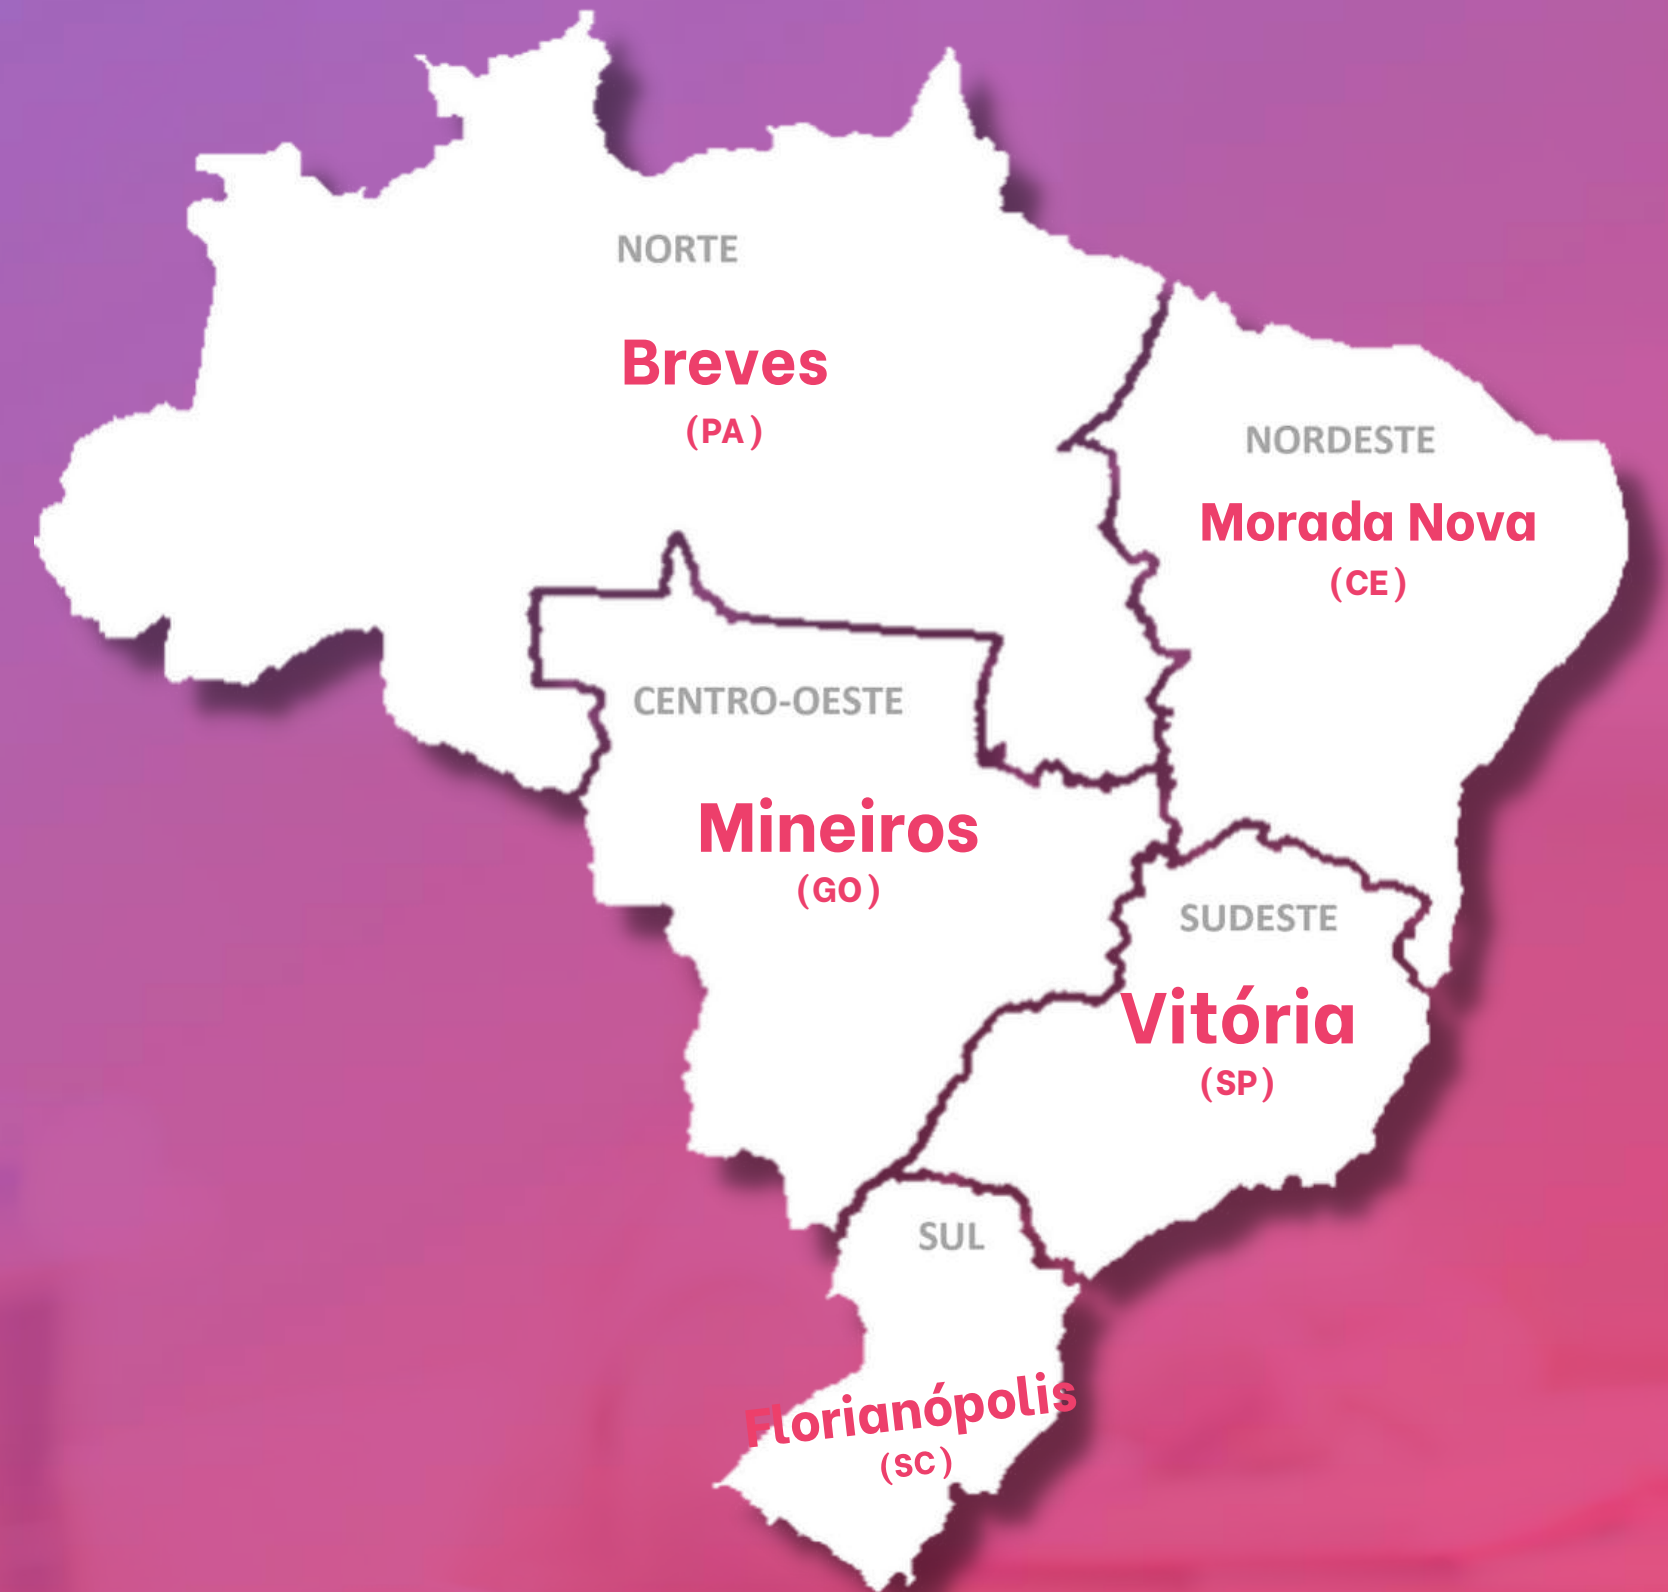 NORTE
Breves
(PA)
NORDESTE
Morada Nova
(CE)
CENTRO-OESTE
Mineiros
(GO)
SUDESTE
Vitória
(SP)
SUL
Florianópolis
(SC)